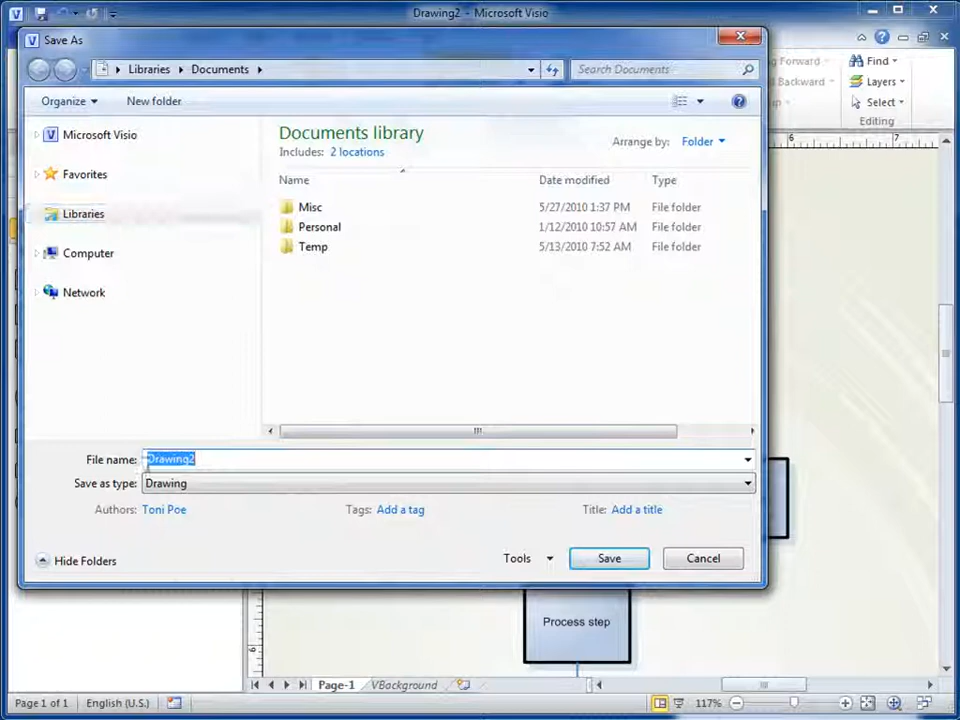 Drawing2 - Microsoft Visio
Save As
Libraries Documents
Search Documents
Find
Layers
Select
Editing
Backward
Organize
New folder
Microsoft Visio
Favorites
Libraries
Computer
Network
Documents library
Includes: 2 locations
Arrange by: Folder
Name Date modified Type
Misc 5/27/2010 1:37 PM File folder
Personal 1/12/2010 10:57 AM File folder
Temp 5/13/2010 7:52 AM File folder
File name: Drawing2
Save as type: Drawing
Authors: Toni Poe
Tags: Add a tag
Title: Add a title
Hide Folders
Tools
Save
Cancel
6 7
Process step
Page-1
VBackground
Page 1 of 1
English (U.S.)
117%